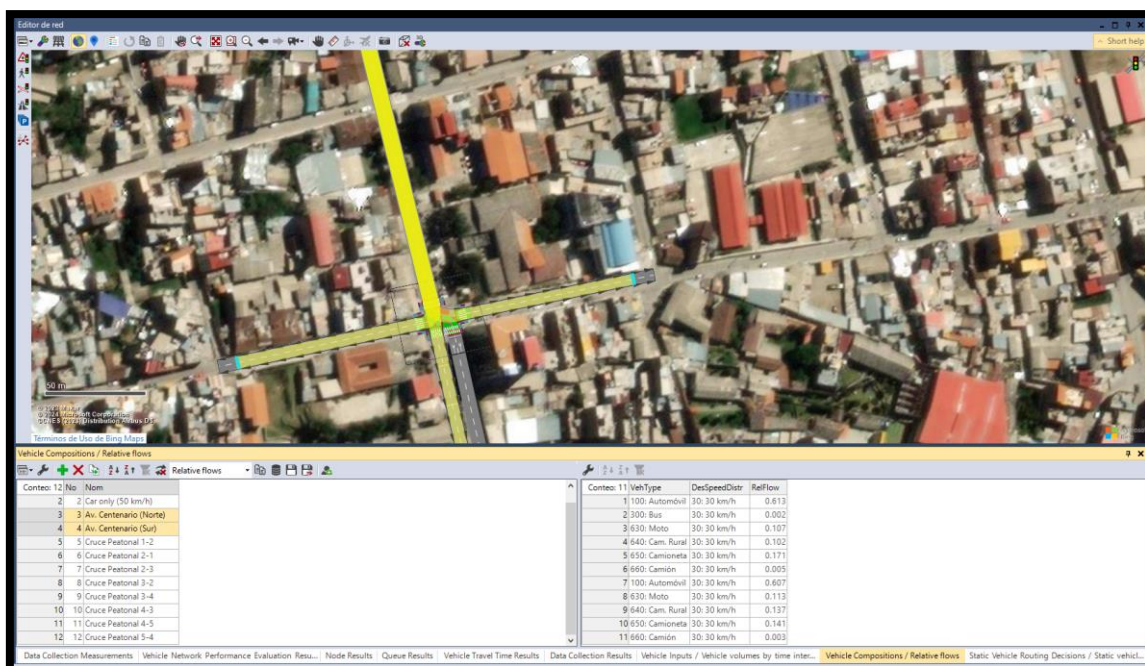 Editor de red
Short help
50 m
Términos de Uso de Bing Maps
Vehicle Compositions / Relative flows
Relative flows
Conteo: 12 No Nom
2 2 Car only (50 km/h)
3 3 Av. Centenario (Norte)
4 4 Av. Centenario (Sur)
5 5 Cruce Peatonal 1-2
6 6 Cruce Peatonal 2-1
7 7 Cruce Peatonal 2-3
8 8 Cruce Peatonal 3-2
9 9 Cruce Peatonal 3-4
10 10 Cruce Peatonal 4-3
11 11 Cruce Peatonal 4-5
12 12 Cruce Peatonal 5-4
Conteo: 11 VehType DesSpeedDistr RelFlow
1 100: Automóvil 30: 30 km/h 0.613
2 300: Bus 30: 30 km/h 0.002
3 630: Moto 30: 30 km/h 0.107
4 640: Cam. Rural 30: 30 km/h 0.102
5 650: Camioneta 30: 30 km/h 0.171
6 660: Camión 30: 30 km/h 0.005
7 100: Automóvil 30: 30 km/h 0.607
8 630: Moto 30: 30 km/h 0.113
9 640: Cam. Rural 30: 30 km/h 0.137
10 650: Camioneta 30: 30 km/h 0.141
11 660: Camión 30: 30 km/h 0.003
Data Collection Measurements Vehicle Network Performance Evaluation Resu... Node Results Queue Results Vehicle Travel Time Results Data Collection Results Vehicle Inputs / Vehicle volumes by time inter... Vehicle Compositions / Relative flows Static Vehicle Routing Decisions / Static vehicl...